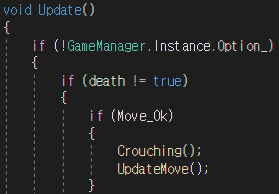 void Update()
{
if (!GameManager.Instance.Option_)
{
if (death != true)
{
if (Move_Ok)
{
Crouching();
UpdateMove();
}